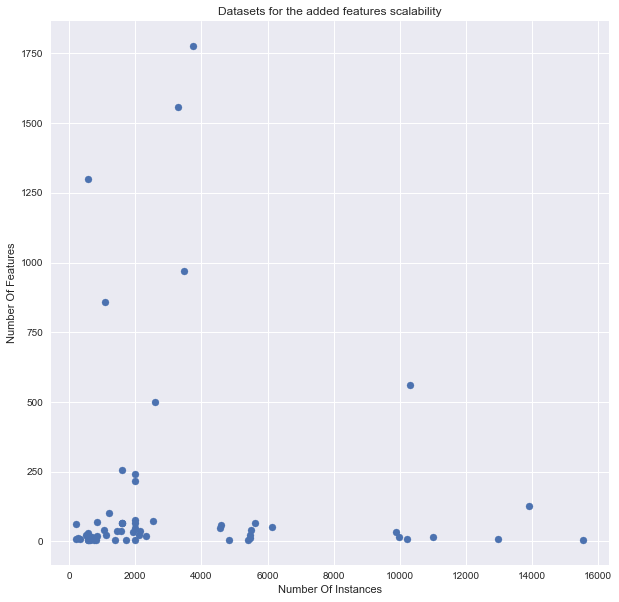 Datasets for the added features scalability
1750
1500
1250
1000
750
500
250
0
Number Of Features
0 2000 4000 6000 8000 10000 12000 14000 16000
Number Of Instances